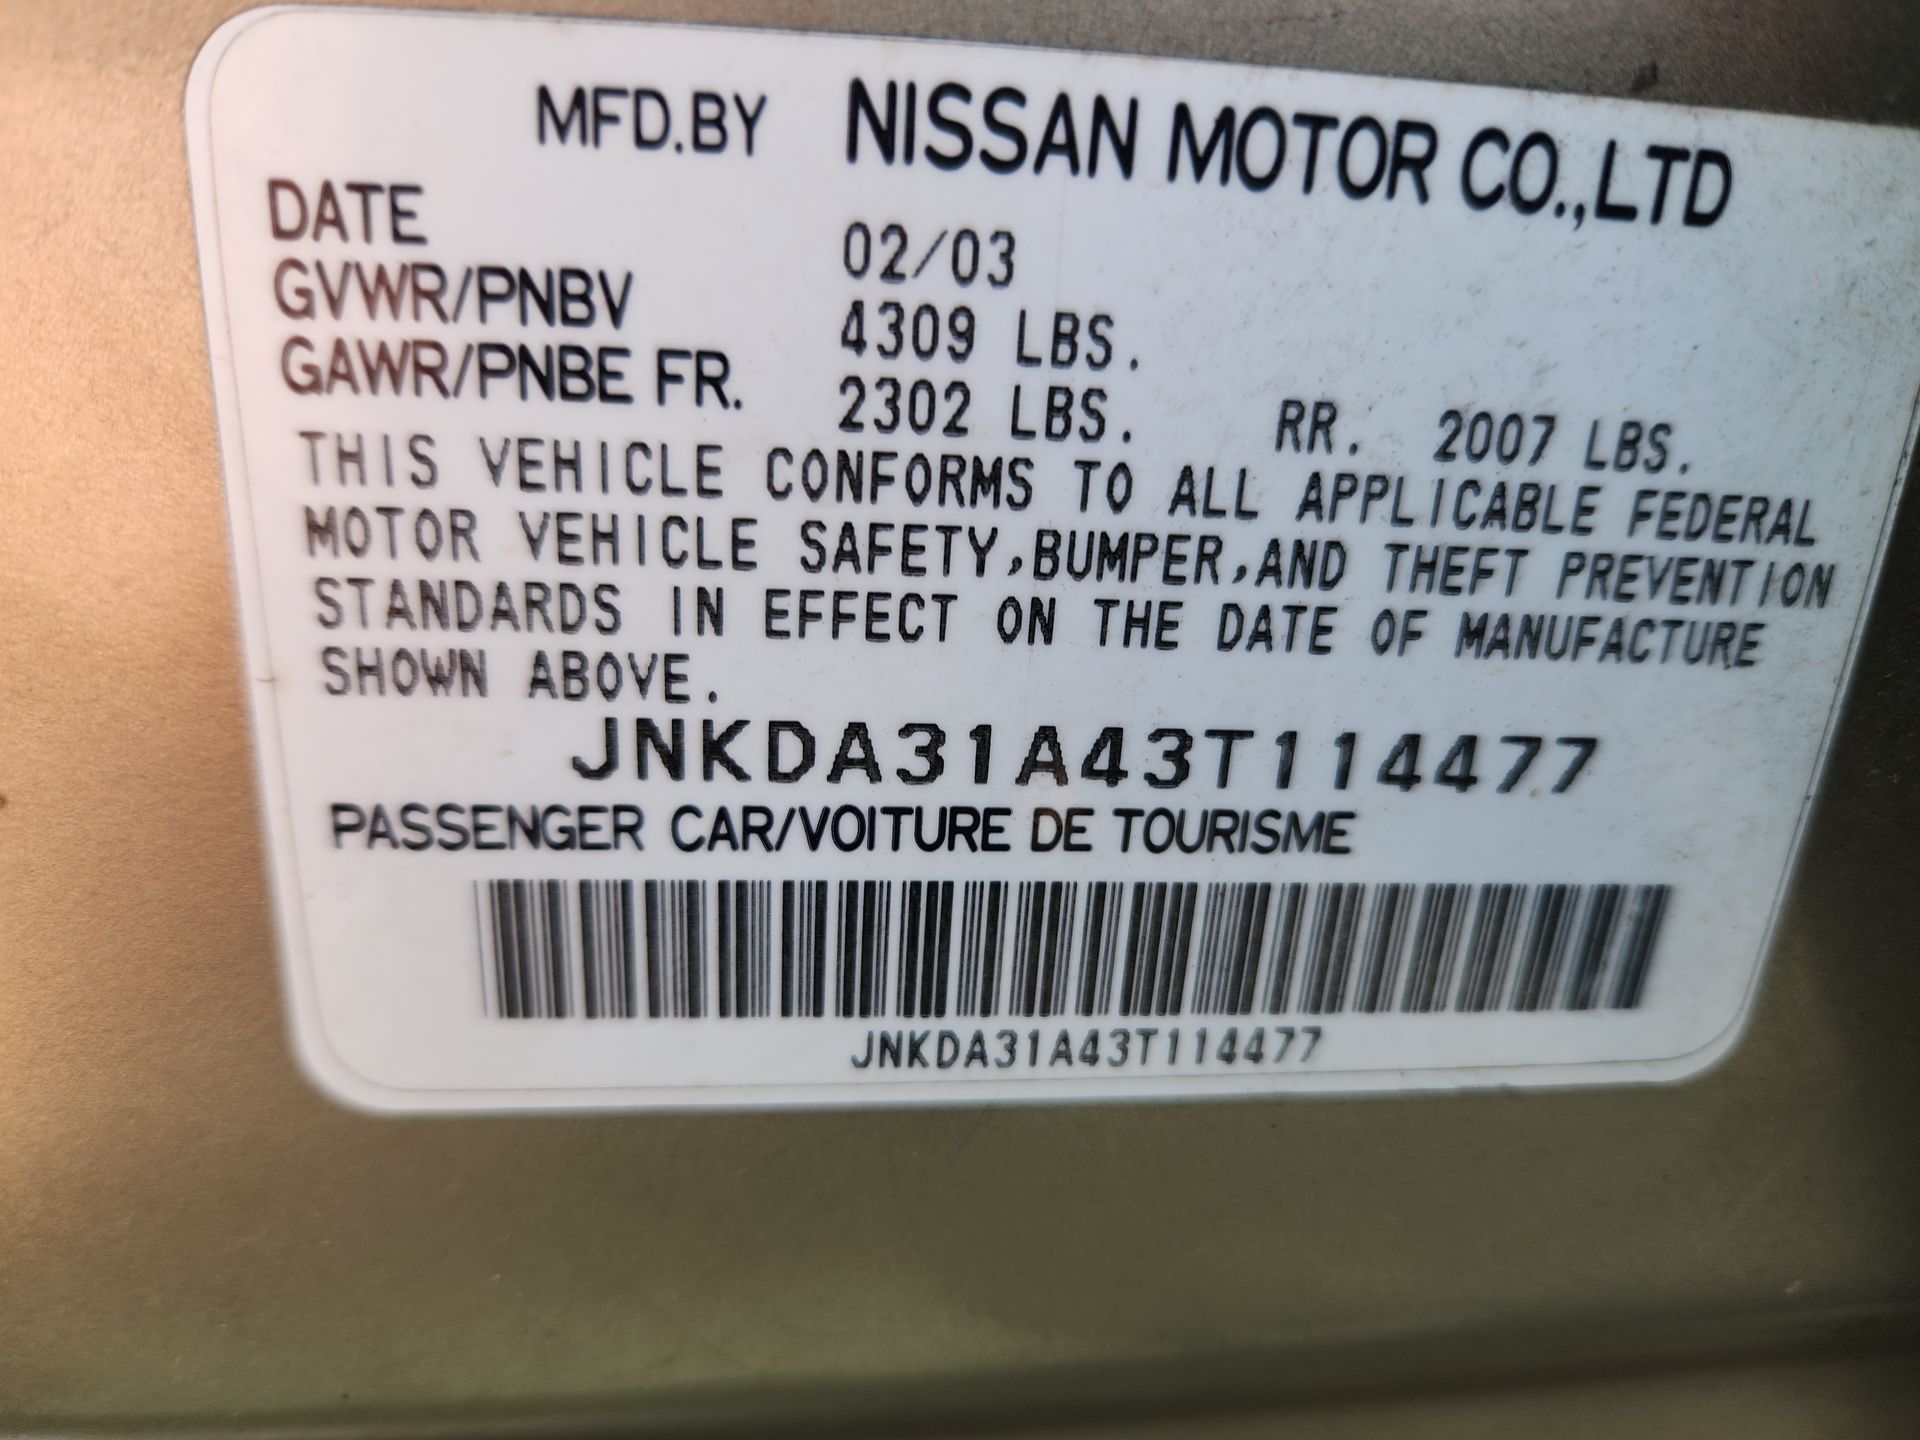 MFD.BY NISSAN MOTOR CO.,LTD
DATE 02/03
GVWR/PNBV 4309 LBS.
GAWR/PNBE FR. 2302 LBS. RR. 2007 LBS.
THIS VEHICLE CONFORMS TO ALL APPLICABLE FEDERAL
MOTOR VEHICLE SAFETY,BUMPER,AND THEFT PREVENTION
STANDARDS IN EFFECT ON THE DATE OF MANUFACTURE
SHOWN ABOVE.
JNKDA31A43T114477
PASSENGER CAR/VOITURE DE TOURISME
JNKDA31A43T114477